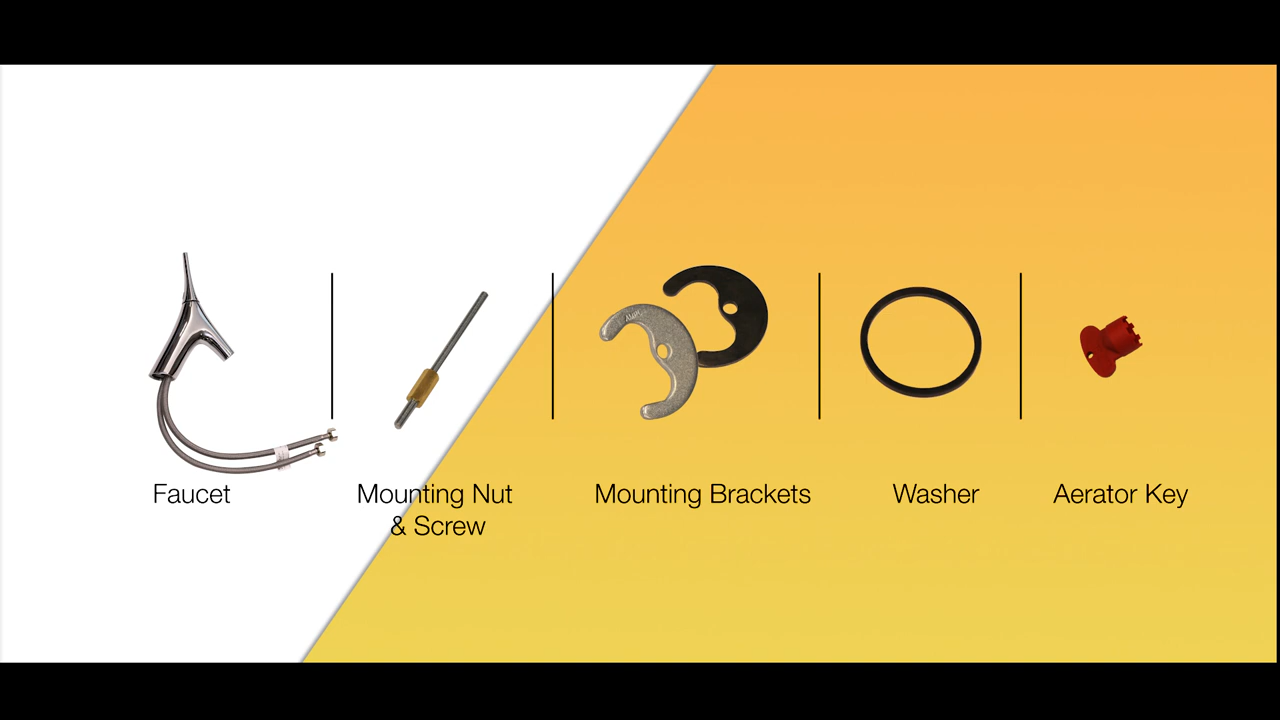 Faucet
Mounting Nut
& Screw
Mounting Brackets
Washer
Aerator Key